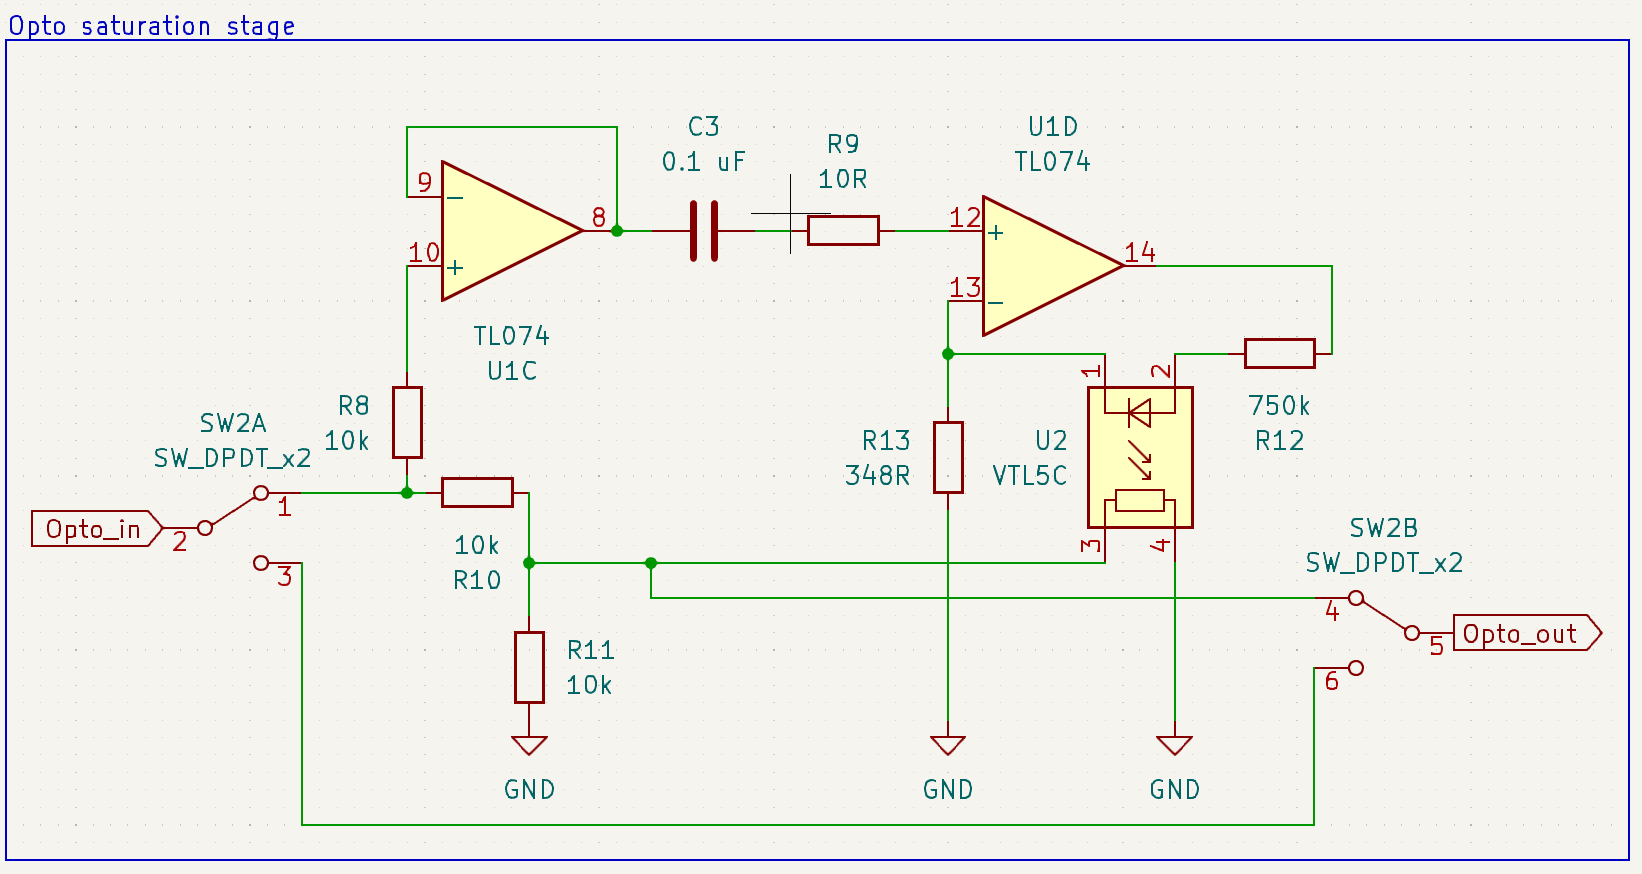 Opto saturation stage
C3
0.1 uF
R9
10R
U1D
TL074
9
−
10
+
8
12
+
13
−
14
TL074
U1C
R8
10k
SW2A
SW_DPDT_x2
1
Opto_in
2
3
10k
R10
R11
10k
GND
R13
348R
GND
U2
VTL5C
1
2
3
4
750k
R12
GND
SW2B
SW_DPDT_x2
4
5
6
Opto_out